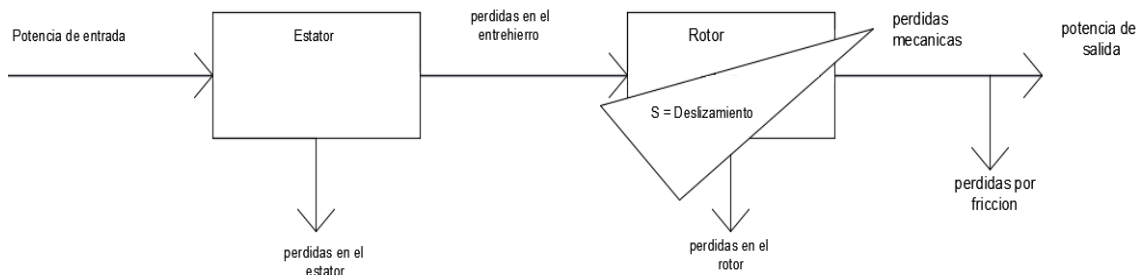 Potencia de entrada
Estator
perdidas en el
entrehierro
Rotor
perdidas
mecanicas
potencia de
salida
S = Deslizamiento
perdidas en el
estator
perdidas en el
rotor
perdidas por
friccion